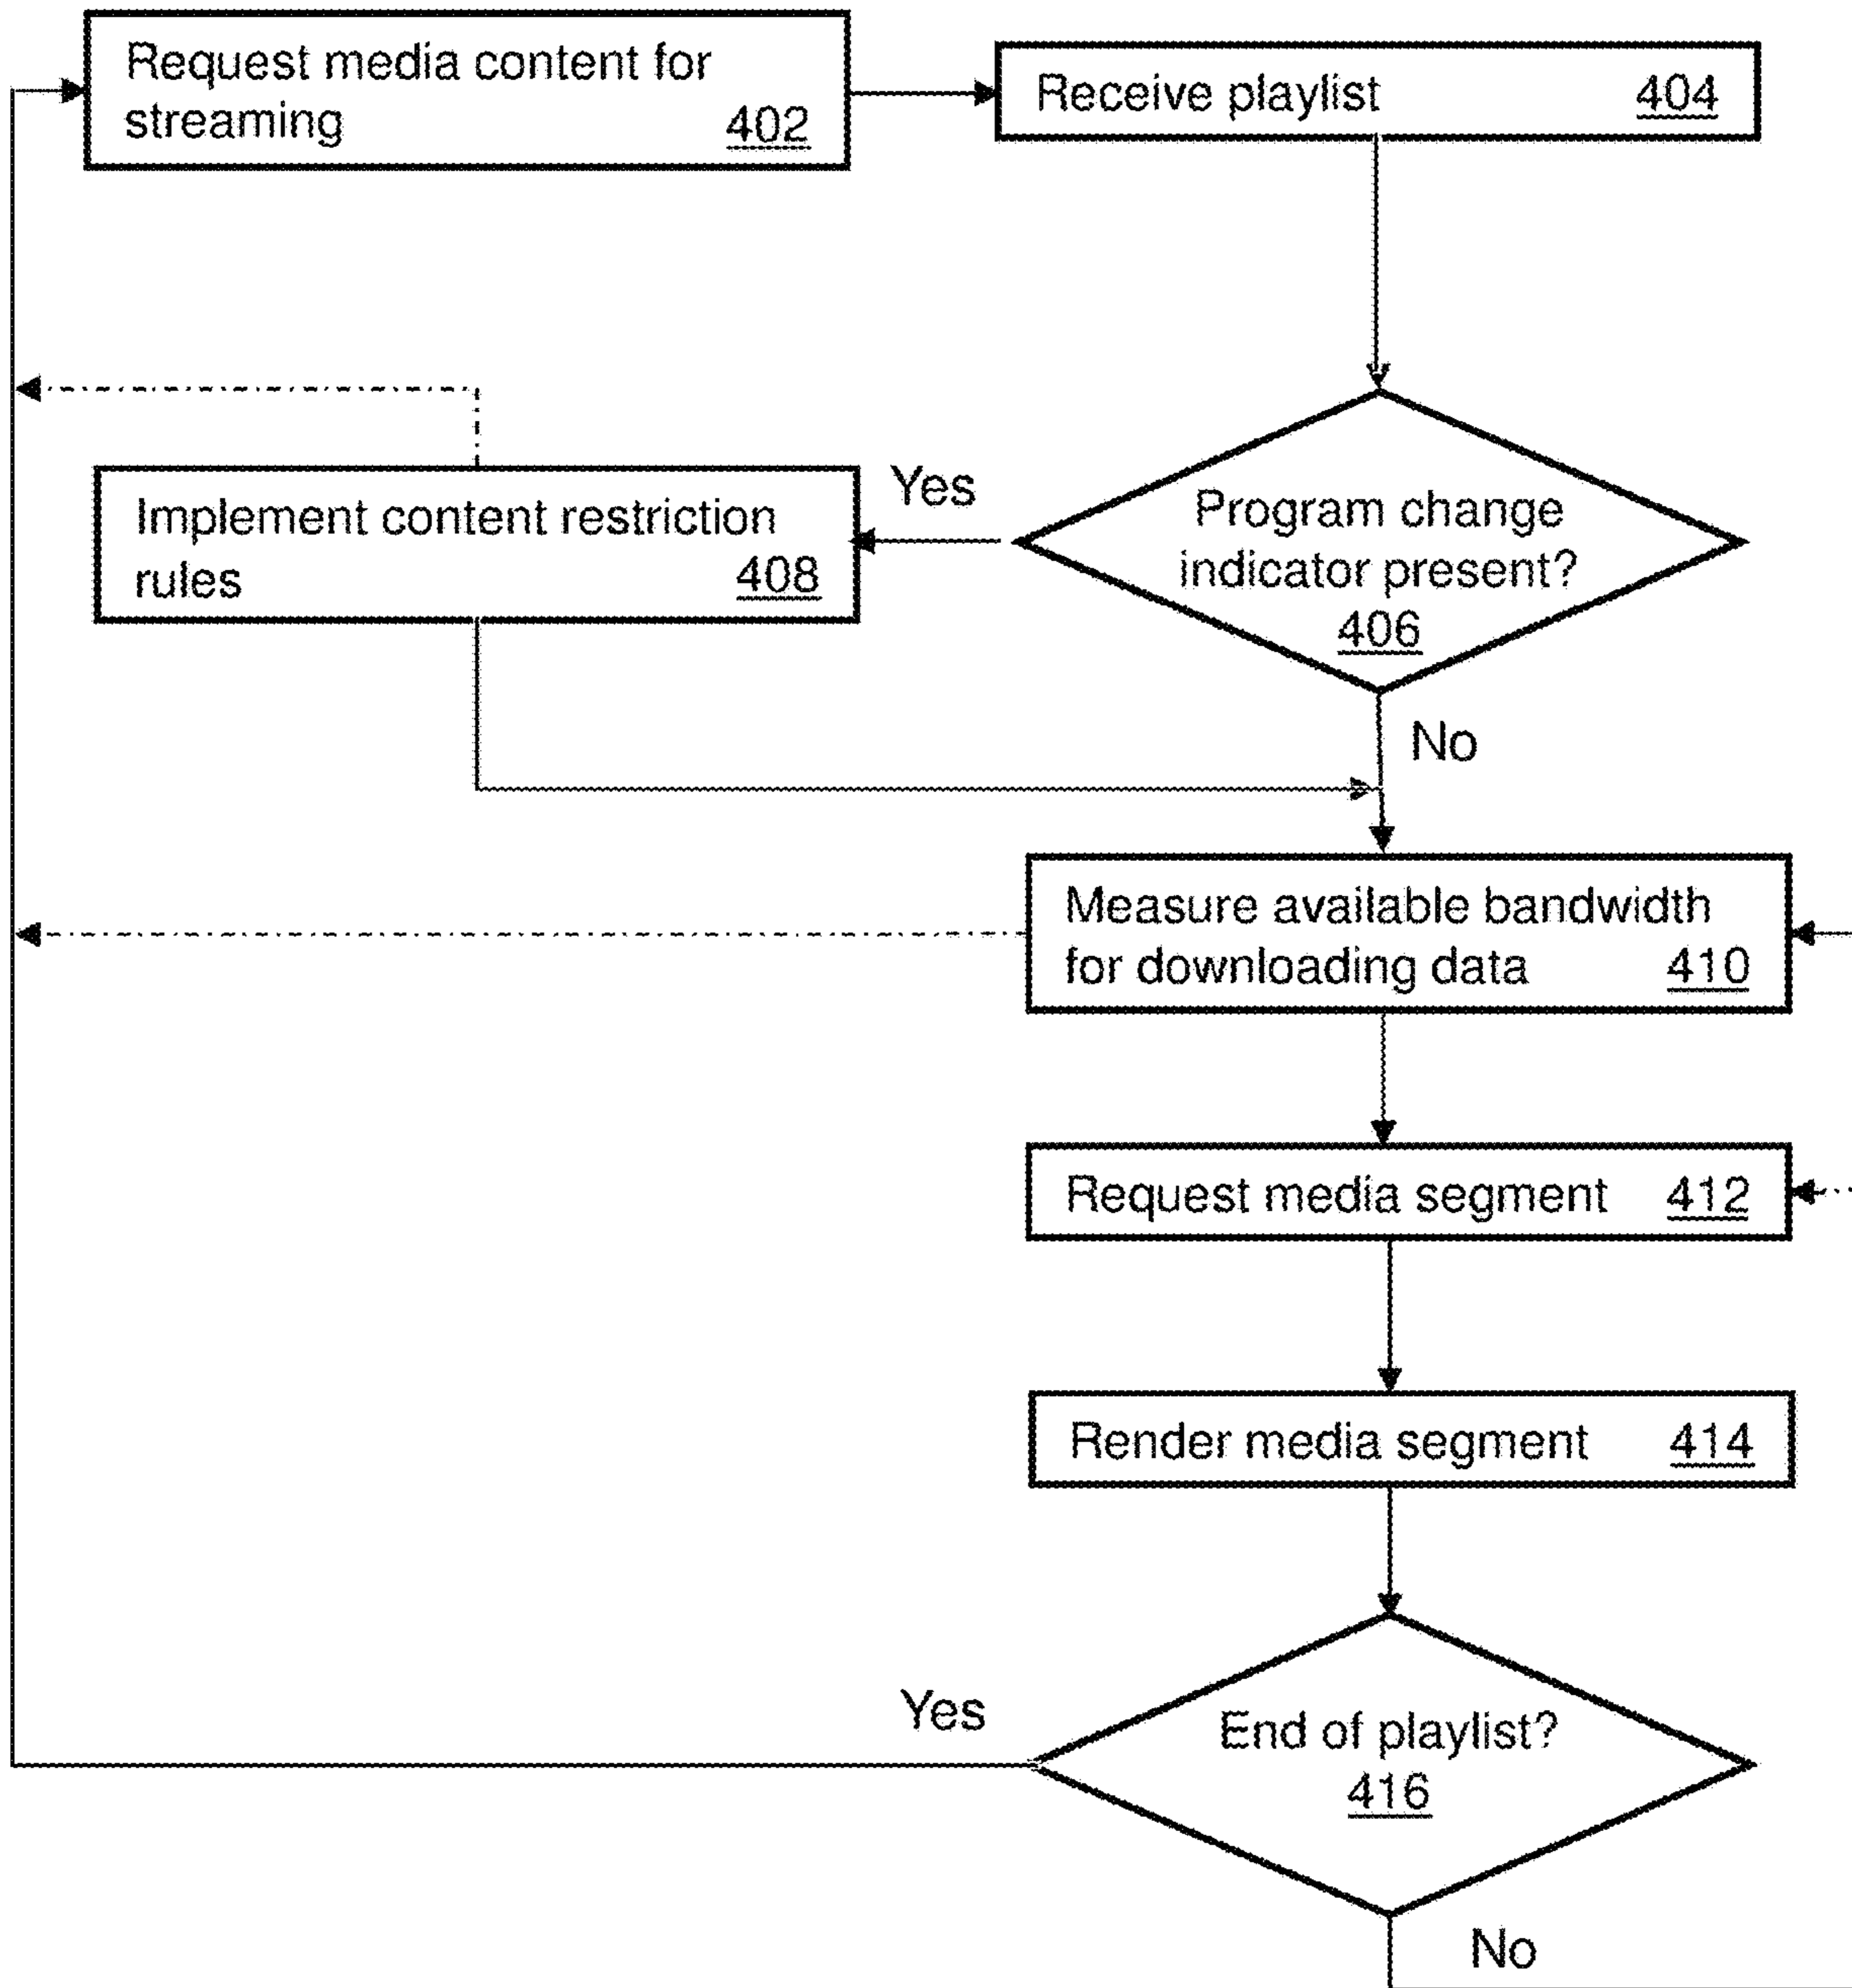 Request media content for
streaming 402
Receive playlist 404
Implement content restriction
rules 408
Yes
Program change
indicator present?
406
No
Measure available bandwidth
for downloading data 410
Request media segment 412
Render media segment 414
Yes
End of playlist?
416
No